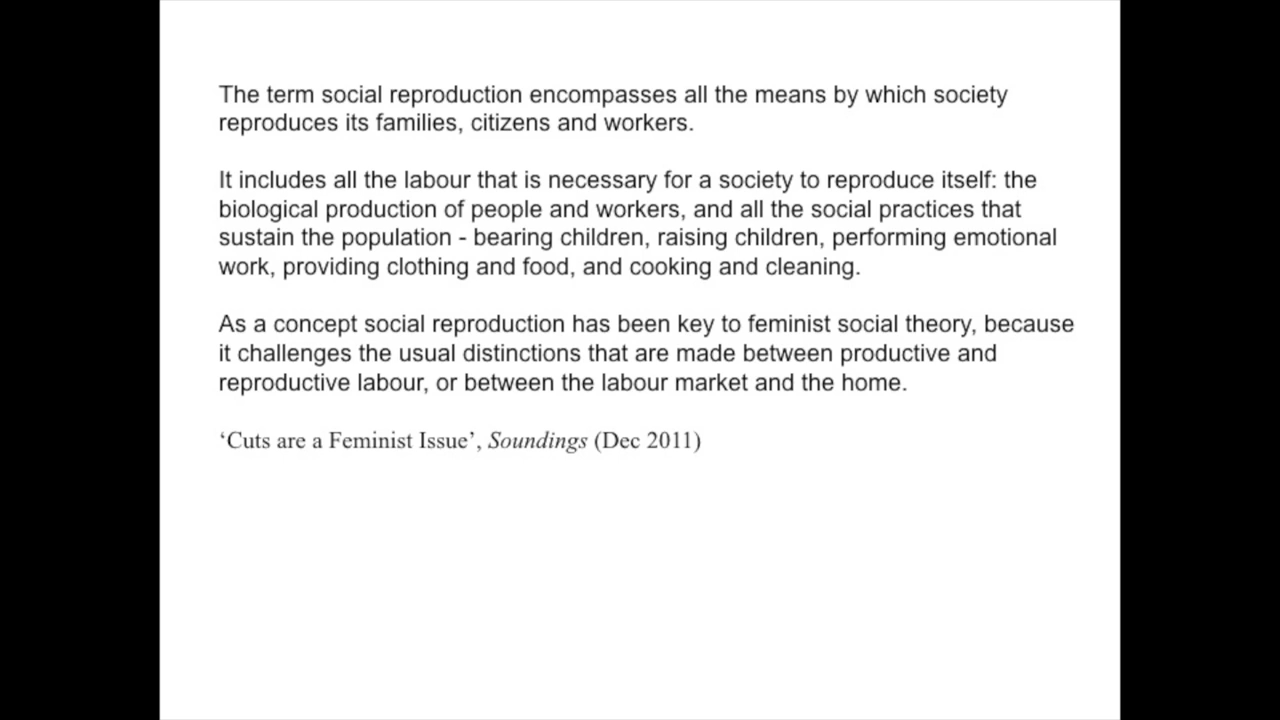 The term social reproduction encompasses all the means by which society
reproduces its families, citizens and workers.
It includes all the labour that is necessary for a society to reproduce itself: the
biological production of people and workers, and all the social practices that
sustain the population - bearing children, raising children, performing emotional
work, providing clothing and food, and cooking and cleaning.
As a concept social reproduction has been key to feminist social theory, because
it challenges the usual distinctions that are made between productive and
reproductive labour, or between the labour market and the home.
‘Cuts are a Feminist Issue’, Soundings (Dec 2011)